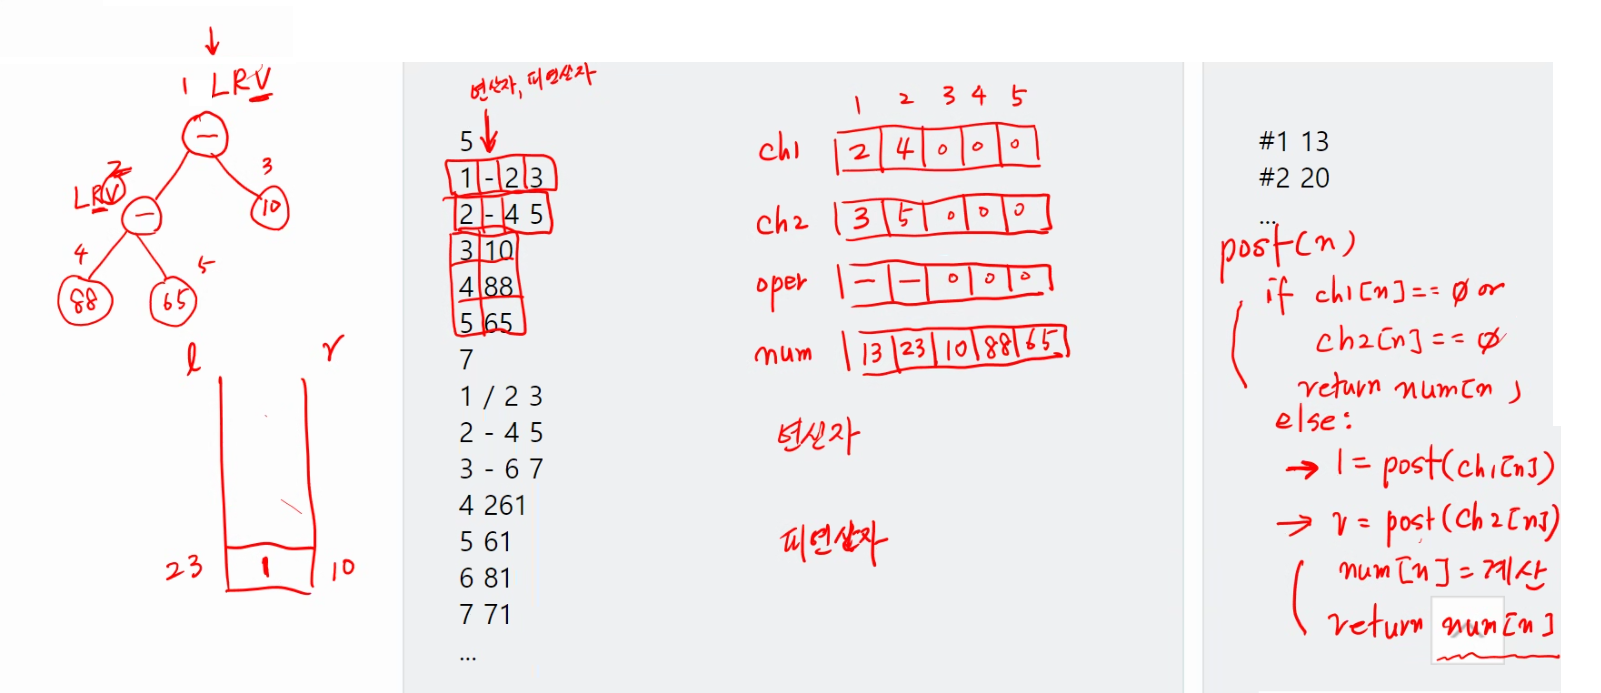 1 LRV
−
2
LRV
−
3
10
4
88
5
65
l r
23 1 10
연산자, 피연산자
5
1 - 2 3
2 - 4 5
3 10
4 88
5 65
7
1 / 2 3
2 - 4 5
3 - 6 7
4 261
5 61
6 81
7 71
...
1 2 3 4 5
ch1 2 4 0 0 0
ch2 3 5 0 0 0
oper − − 0 0 0
num 13 23 10 88 65
연산자
피연산자
#1 13
#2 20
...
post(n)
if ch1[n] == ∅ or
ch2[n] == ∅
return num[n]
else:
→ l = post(ch1[n])
→ r = post(ch2[n])
num[n] = 계산
return num[n]